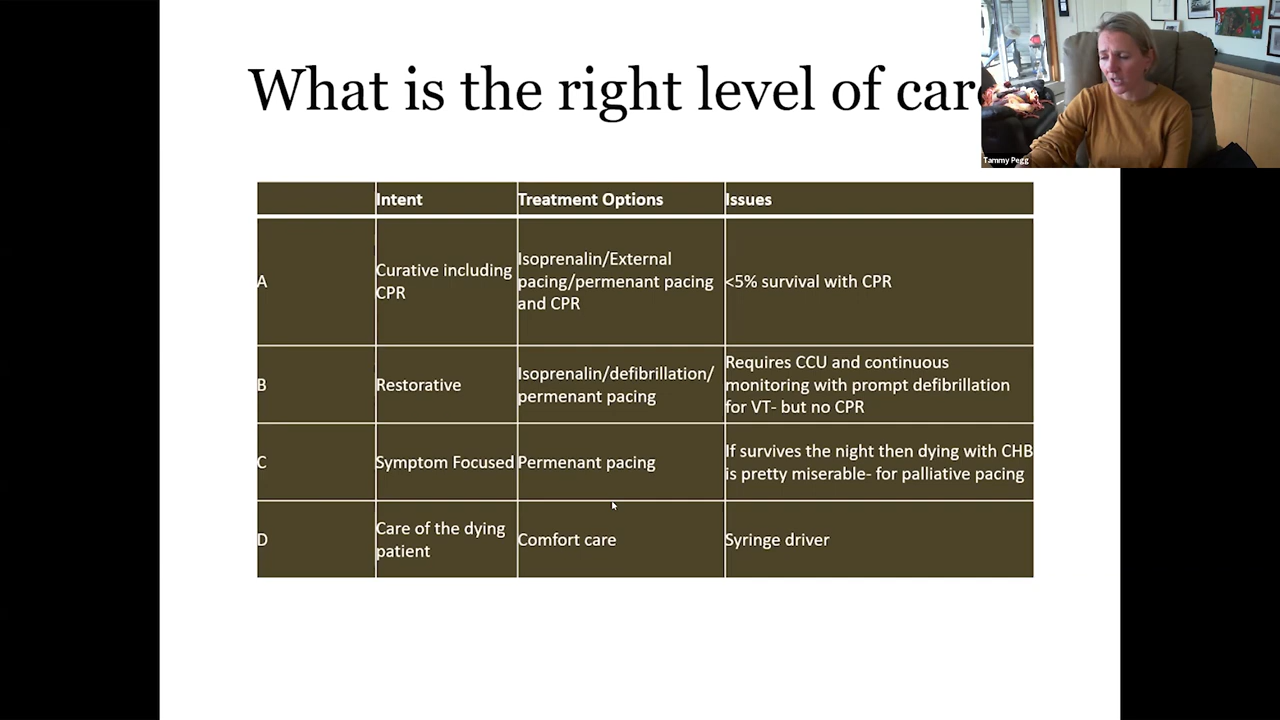 What is the right level of car
Tammy Pegg
Intent
Treatment Options
Issues
A
Curative including
CPR
Isoprenalin/External
pacing/permenant pacing
and CPR
<5% survival with CPR
B
Restorative
Isoprenalin/defibrillation/
permenant pacing
Requires CCU and continuous
monitoring with prompt defibrillation
for VT- but no CPR
C
Symptom Focused
Permenant pacing
If survives the night then dying with CHB
is pretty miserable- for palliative pacing
D
Care of the dying
patient
Comfort care
Syringe driver